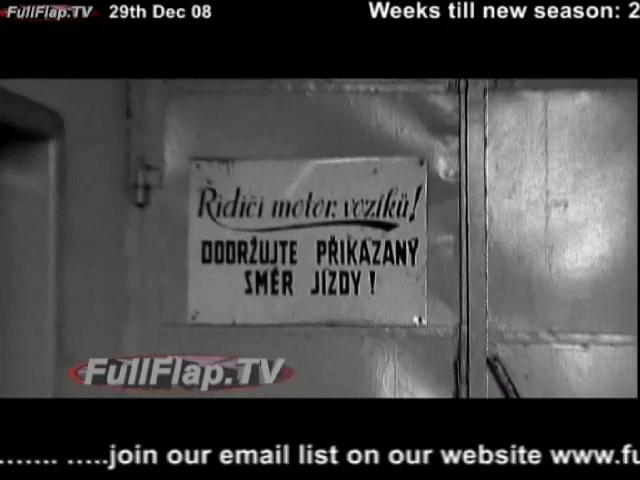 FullFlap.TV 29th Dec 08 Weeks till new season: 2
Řidiči motor. vozíků!
DODRŽUJTE PŘIKÁZANÝ
SMĚR JÍZDY!
FullFlap.TV
....... .....join our email list on our website www.fu